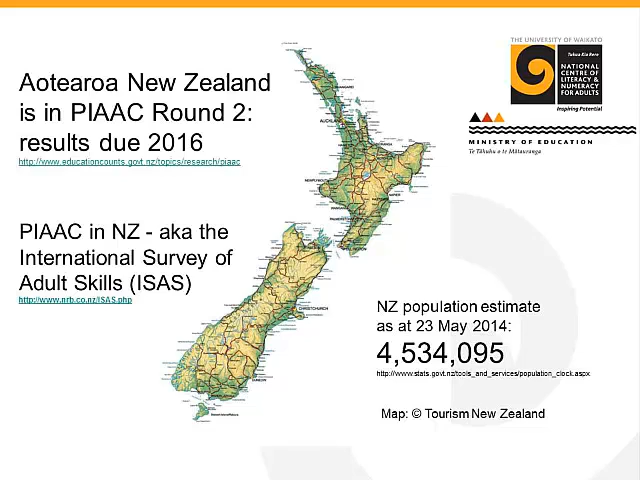 Aotearoa New Zealand
is in PIAAC Round 2:
results due 2016
http://www.educationcounts.govt.nz/topics/research/piaac
PIAAC in NZ - aka the
International Survey of
Adult Skills (ISAS)
http://www.nrb.co.nz/ISAS.php
THE UNIVERSITY OF WAIKATO
Tuhua Ela Rere
NATIONAL
CENTRE OF
LITERACY &
NUMERACY
FOR ADULTS
Inspiring Potential
MINISTRY OF EDUCATION
Te Tāhuhu o te Mātauranga
AUCKLAND
CHRISTCHURCH
DUNEDIN
NZ population estimate
as at 23 May 2014:
4,534,095
http://www.stats.govt.nz/tools_and_services/population_clock.aspx
Map: © Tourism New Zealand